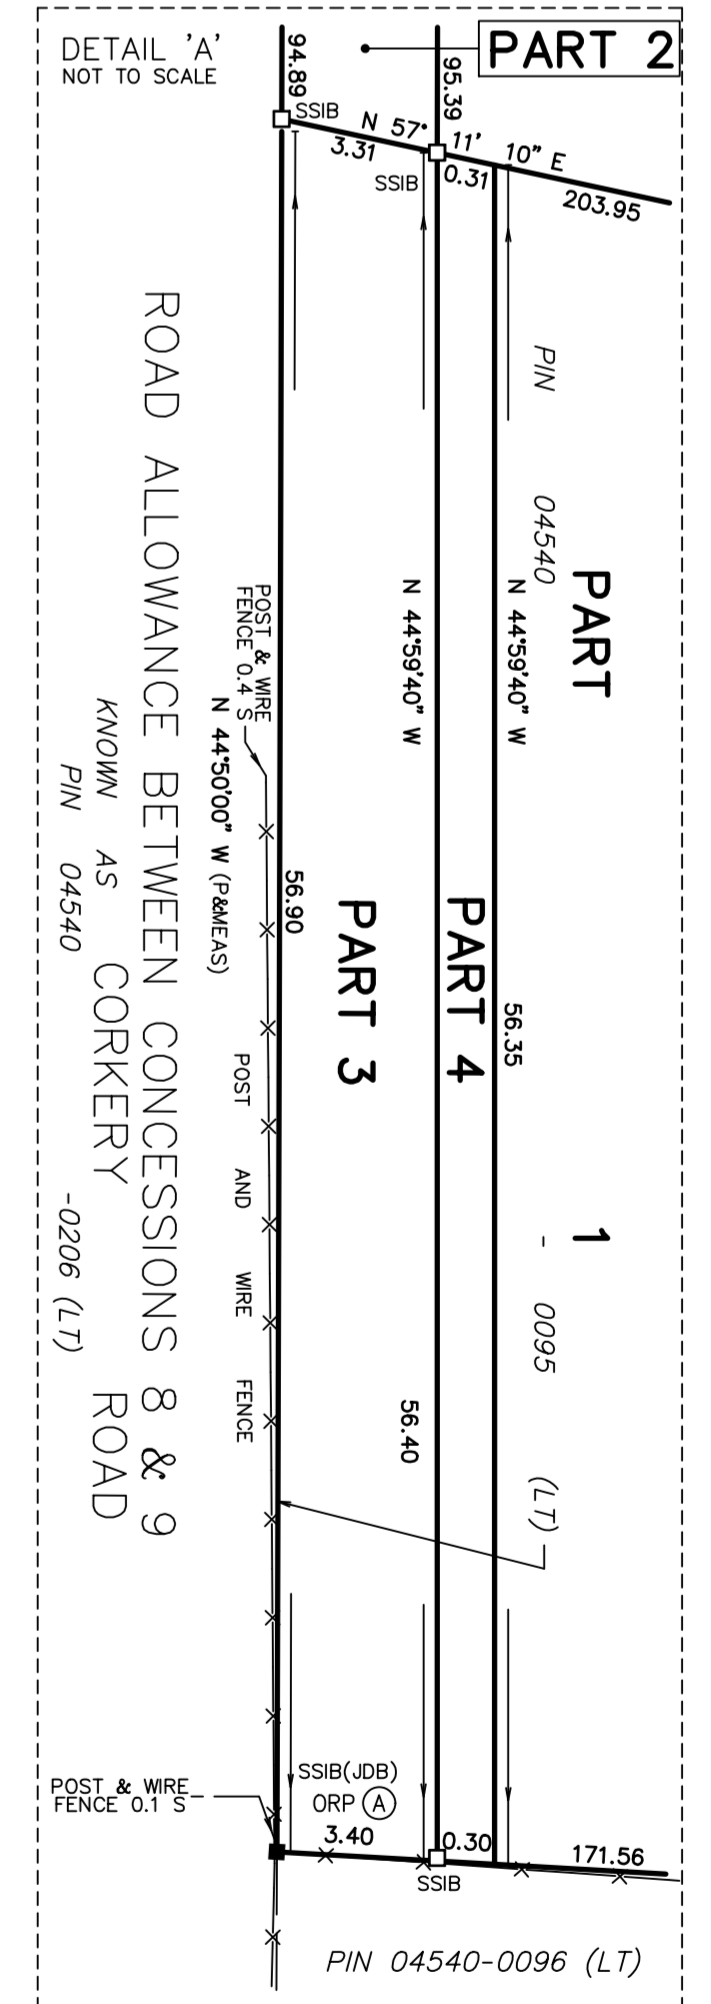 DETAIL 'A'
NOT TO SCALE
PART 2
94.89
95.39
SSIB
N 57° 11' 10" E
3.31
SSIB
0.31
203.95
PIN 04540 - 0095 (LT)
PART 1
N 44°59'40" W
56.35
N 44°59'40" W
56.40
PART 4
PART 3
56.90
POST & WIRE
FENCE 0.4 S
N 44°50'00" W (P&MEAS)
POST AND WIRE FENCE
ROAD ALLOWANCE BETWEEN CONCESSIONS 8 & 9
KNOWN AS CORKERY ROAD
PIN 04540 -0206 (LT)
POST & WIRE
FENCE 0.1 S
SSIB(JDB)
ORP A
3.40
0.30
171.56
SSIB
PIN 04540-0096 (LT)